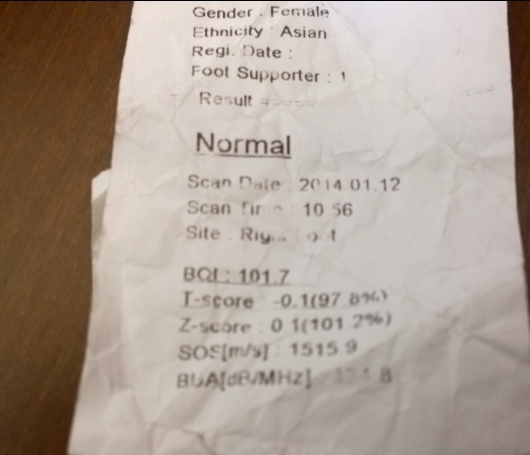 Gender : Female
Ethnicity : Asian
Regi. Date :
Foot Supporter : 1
Result
Normal
Scan Date : 2014.01.12
Scan : 10:56
Site :
BQI : 101.7
T-score : -0.1(97.8%)
Z-score : 0.1(101.2%)
SOS[m/s] : 1515.9
BUA[dB/MHz] :